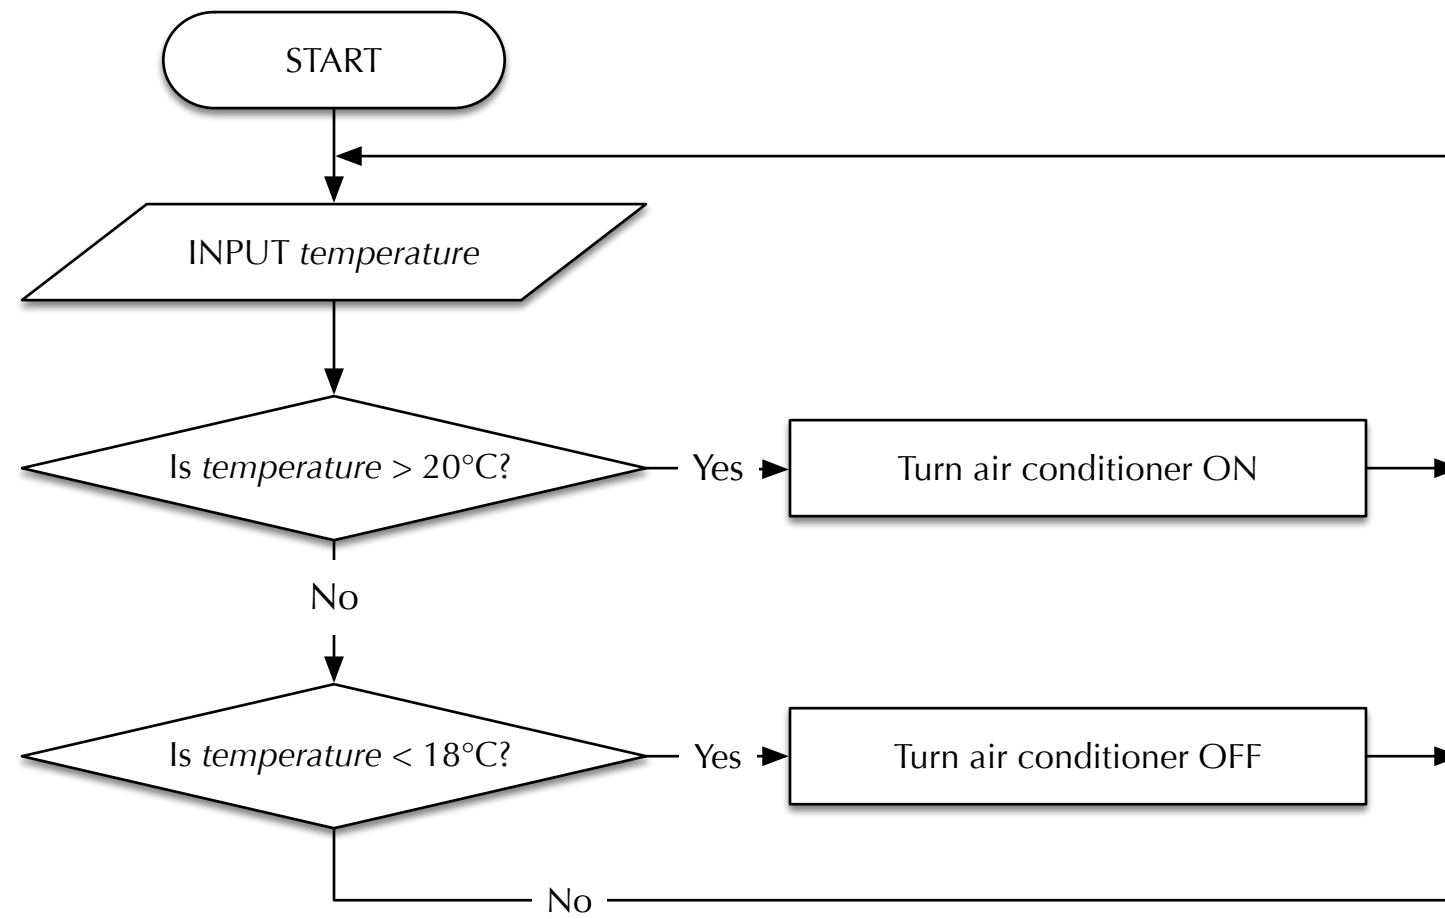 START
INPUT temperature
Is temperature > 20°C?
Yes
Turn air conditioner ON
No
Is temperature < 18°C?
Yes
Turn air conditioner OFF
No